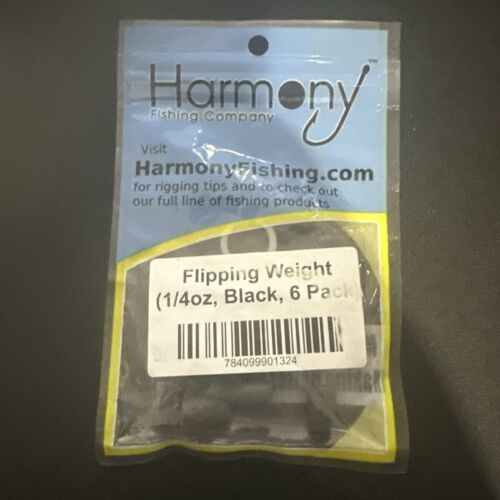 Harmony™
Fishing Company
Visit
HarmonyFishing.com
for rigging tips and to check out
our full line of fishing products
Flipping Weight
(1/4oz, Black, 6 Pack)
784099901324